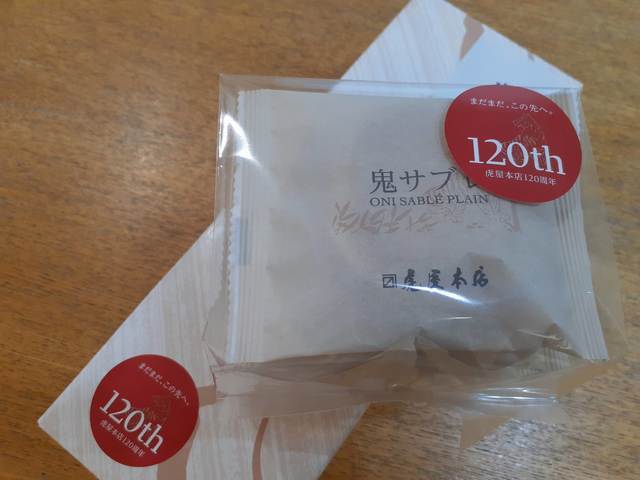 まだまだ、この先へ。
120th
虎屋本店120周年
鬼サブレ
ONI SABLÉ PLAIN
虎屋本店
まだまだ、この先へ。
120th
虎屋本店120周年